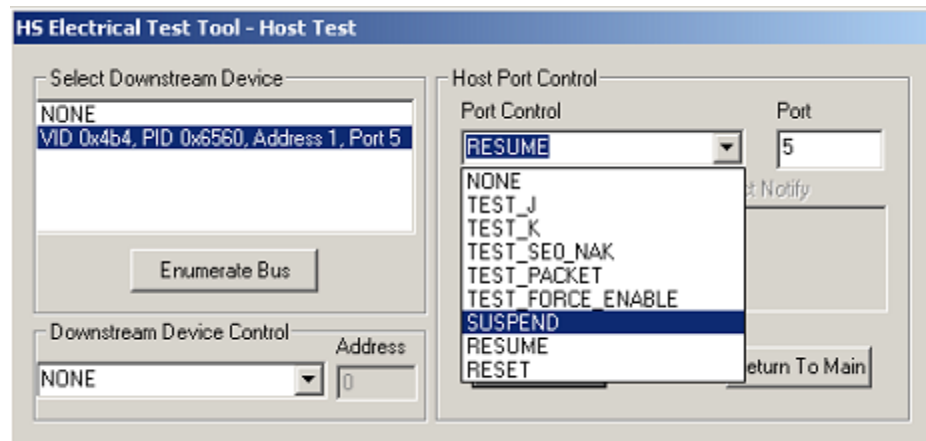 HS Electrical Test Tool - Host Test
Select Downstream Device
NONE
VID 0x4b4, PID 0x6560, Address 1, Port 5
Enumerate Bus
Downstream Device Control
Address
NONE
0
Host Port Control
Port Control
Port
RESUME
5
NONE
TEST_J
TEST_K
TEST_SE0_NAK
TEST_PACKET
TEST_FORCE_ENABLE
SUSPEND
RESUME
RESET
Notify
eturn To Main